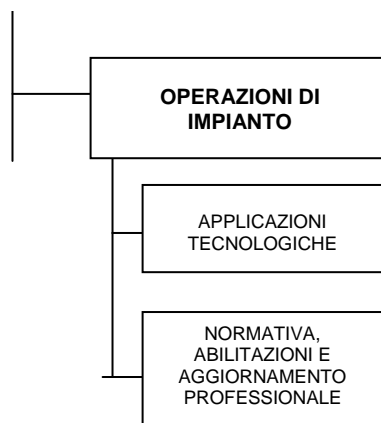 OPERAZIONI DI
IMPIANTO
APPLICAZIONI
TECNOLOGICHE
NORMATIVA,
ABILITAZIONI E
AGGIORNAMENTO
PROFESSIONALE